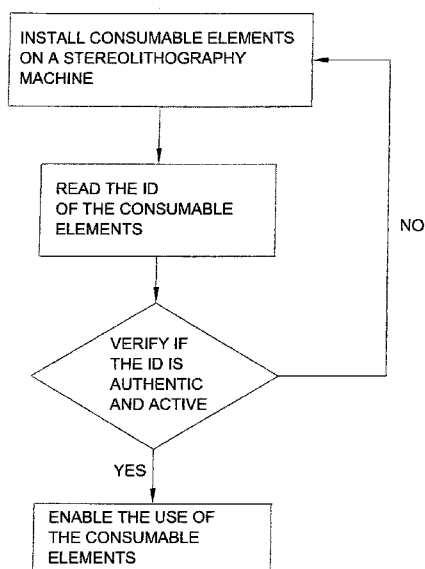 INSTALL CONSUMABLE ELEMENTS
ON A STEREOLITHOGRAPHY
MACHINE
READ THE ID
OF THE CONSUMABLE
ELEMENTS
NO
VERIFY IF
THE ID IS
AUTHENTIC
AND ACTIVE
YES
ENABLE THE USE OF
THE CONSUMABLE
ELEMENTS